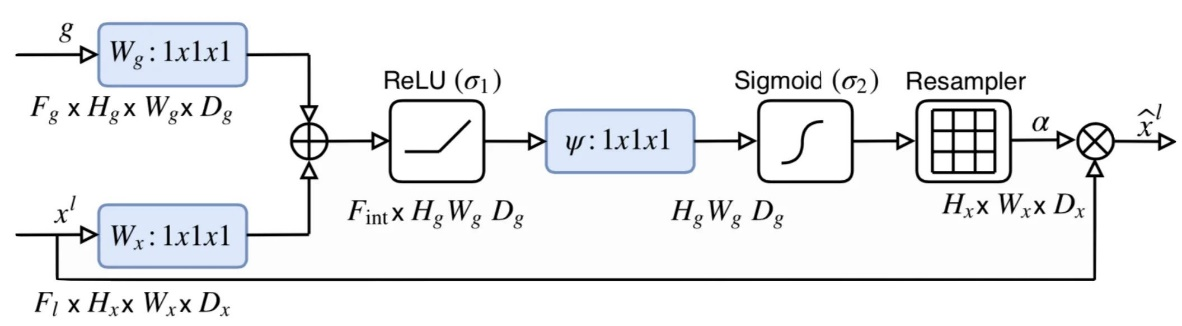 g
W_g : 1x1x1
F_g x H_g x W_g x D_g
x^l
W_x : 1x1x1
F_l x H_x x W_x x D_x
ReLU (σ_1)
F_int x H_g W_g D_g
ψ : 1x1x1
H_g W_g D_g
Sigmoid (σ_2)
Resampler
α
H_x x W_x x D_x
x̂^l